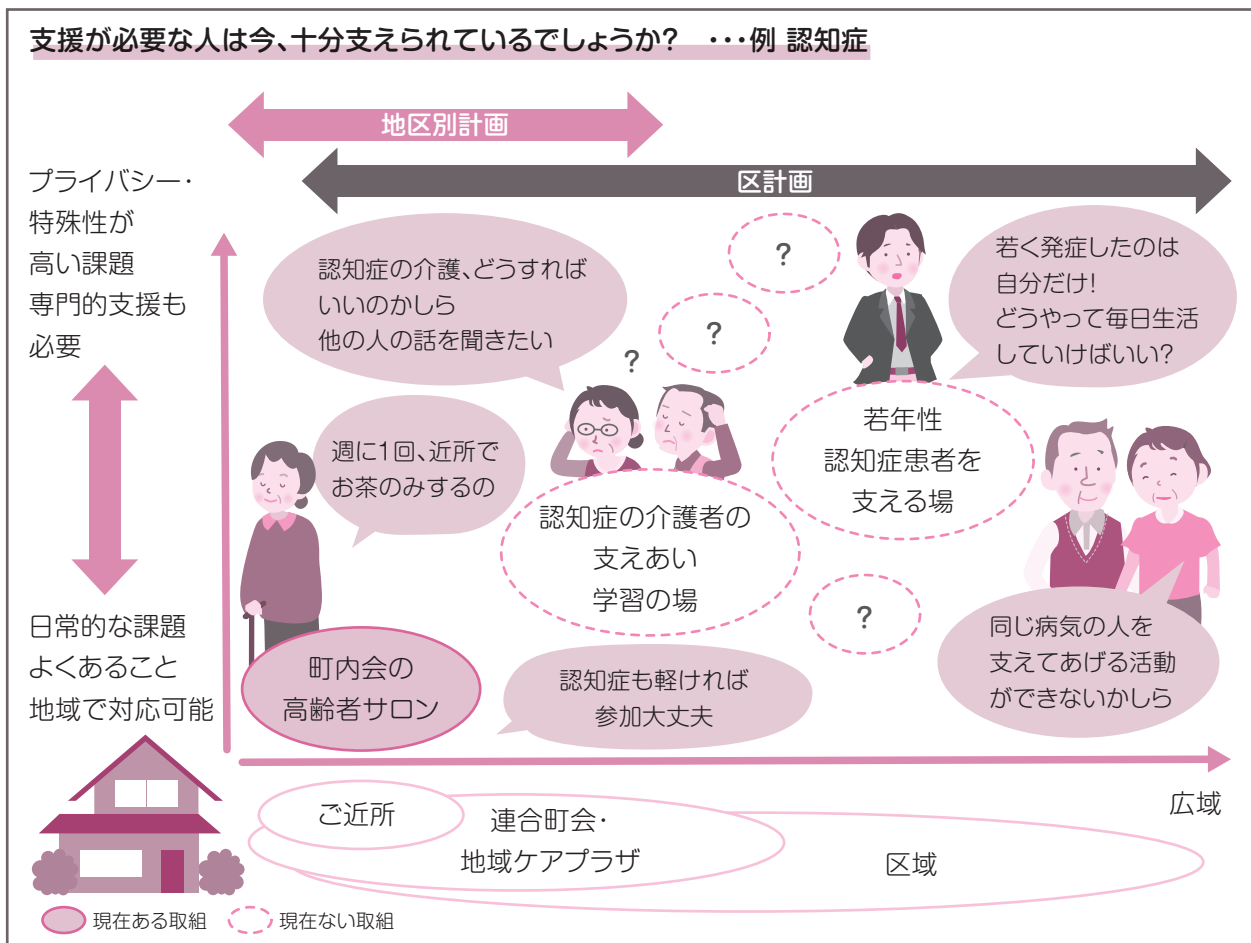 支援が必要な人は今、十分支えられているでしょうか？ ・・・例 認知症
地区別計画
区計画
プライバシー・
特殊性が
高い課題
専門的支援も
必要
認知症の介護、どうすれば
いいのかしら
他の人の話を聞きたい
?
?
?
若く発症したのは
自分だけ！
どうやって毎日生活
していけばいい？
週に1回、近所で
お茶のみするの
認知症の介護者の
支えあい
学習の場
若年性
認知症患者を
支える場
?
日常的な課題
よくあること
地域で対応可能
町内会の
高齢者サロン
認知症も軽ければ
参加大丈夫
同じ病気の人を
支えてあげる活動
ができないかしら
広域
ご近所
連合町会・
地域ケアプラザ
区域
現在ある取組
現在ない取組